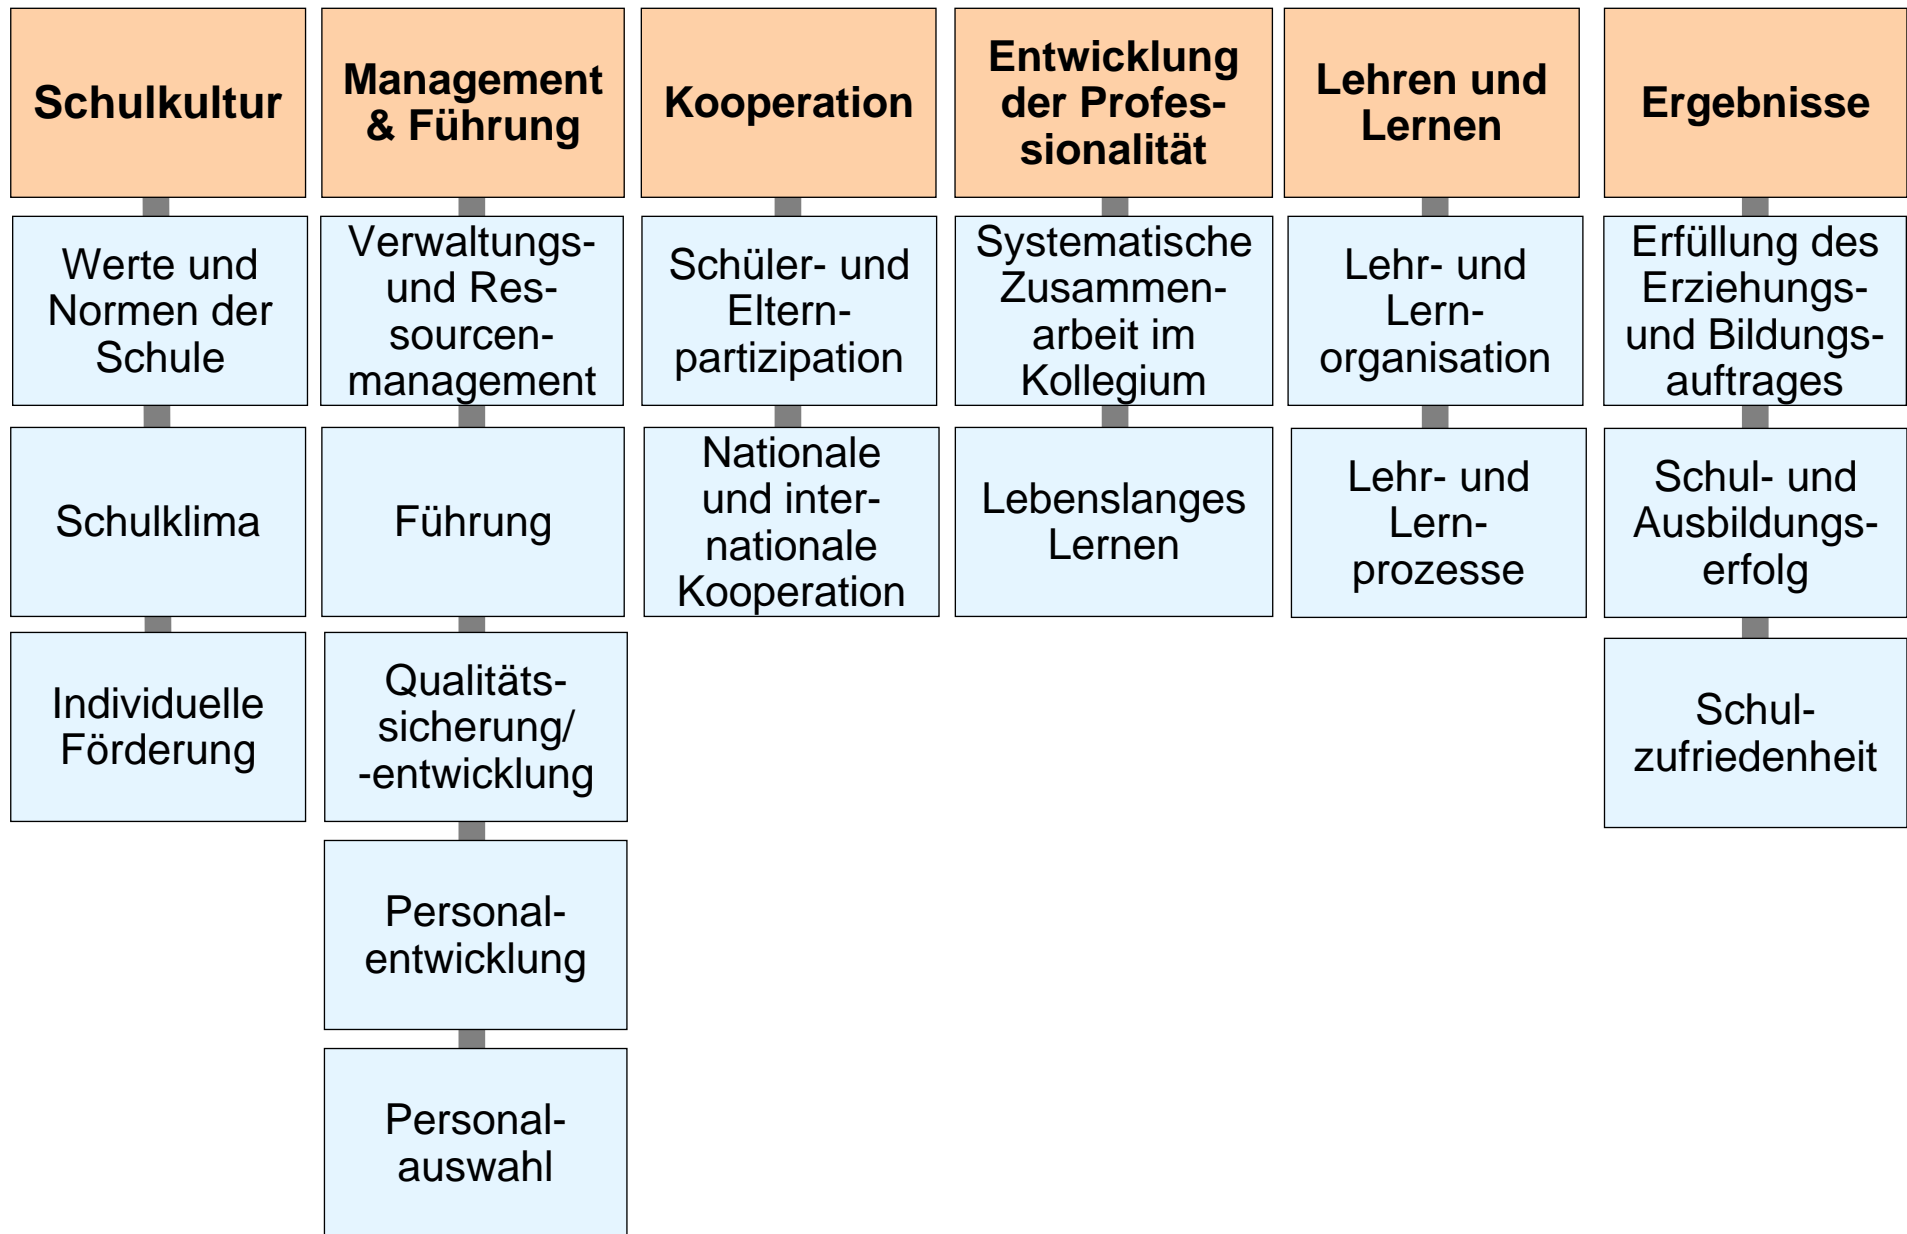 Schulkultur
Management
& Führung
Kooperation
Entwicklung
der Profes-
sionalität
Lehren und
Lernen
Ergebnisse
Werte und
Normen der
Schule
Verwaltungs-
und Res-
sourcen-
management
Schüler- und
Eltern-
partizipation
Systematische
Zusammen-
arbeit im
Kollegium
Lehr- und
Lern-
organisation
Erfüllung des
Erziehungs-
und Bildungs-
auftrages
Schulklima
Führung
Nationale
und inter-
nationale
Kooperation
Lebenslanges
Lernen
Lehr- und
Lern-
prozesse
Schul- und
Ausbildungs-
erfolg
Individuelle
Förderung
Qualitäts-
sicherung/
-entwicklung
Schul-
zufriedenheit
Personal-
entwicklung
Personal-
auswahl